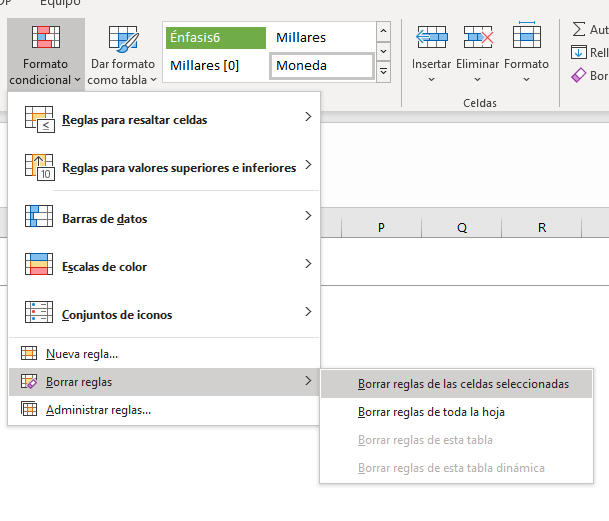 Equipo
Formato condicional
Dar formato como tabla
Énfasis6
Millares
Millares [0]
Moneda
Insertar
Eliminar
Formato
Celdas
Σ Aut
Rell
Bor
Reglas para resaltar celdas
Reglas para valores superiores e inferiores
Barras de datos
Escalas de color
Conjuntos de iconos
Nueva regla...
Borrar reglas
Administrar reglas...
P
Q
R
Borrar reglas de las celdas seleccionadas
Borrar reglas de toda la hoja
Borrar reglas de esta tabla
Borrar reglas de esta tabla dinámica